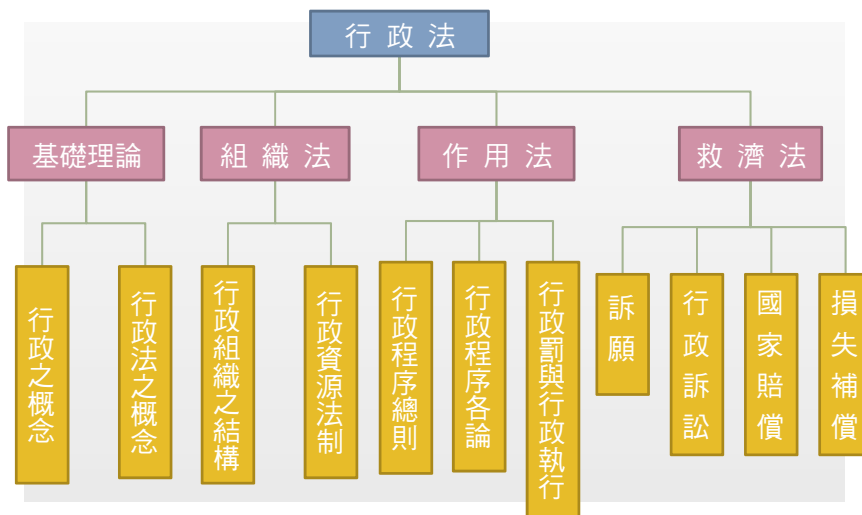 行政法
基礎理論
組織法
作用法
救濟法
行政之概念
行政法之概念
行政組織之結構
行政資源法制
行政程序總則
行政程序各論
行政罰與行政執行
訴願
行政訴訟
國家賠償
損失補償